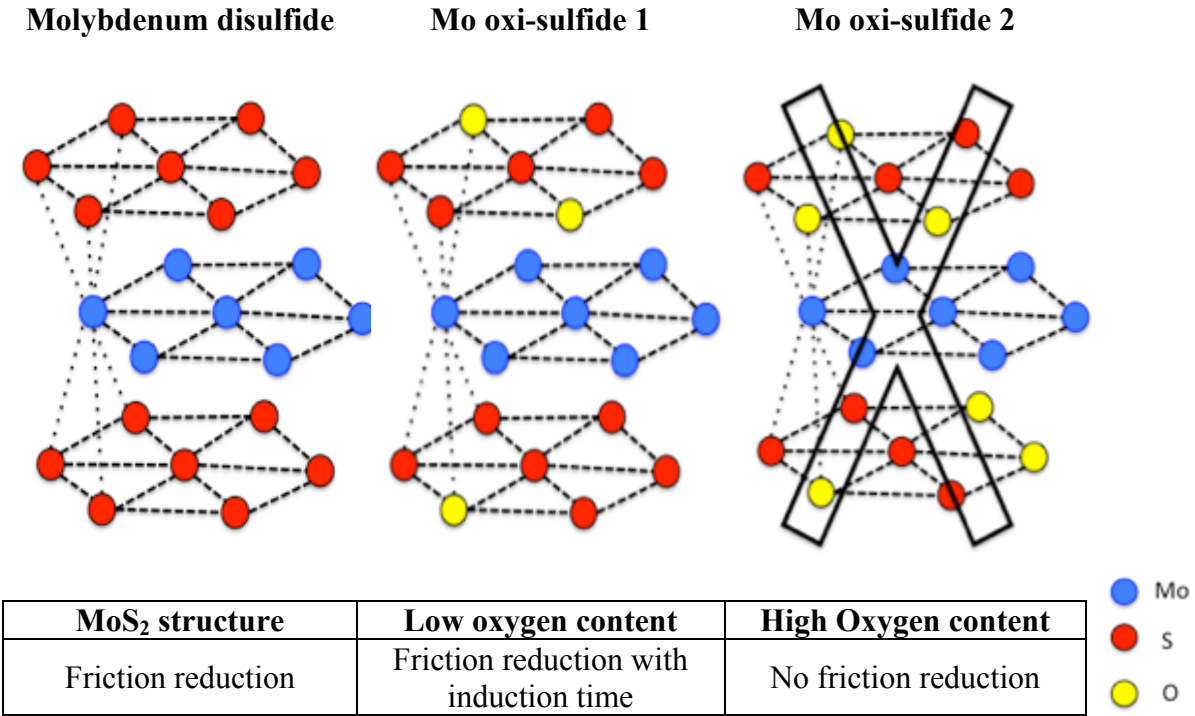 Molybdenum disulfide Mo oxi-sulfide 1 Mo oxi-sulfide 2
MoS₂ structure Low oxygen content High Oxygen content
Friction reduction Friction reduction with induction time No friction reduction
Mo
S
O